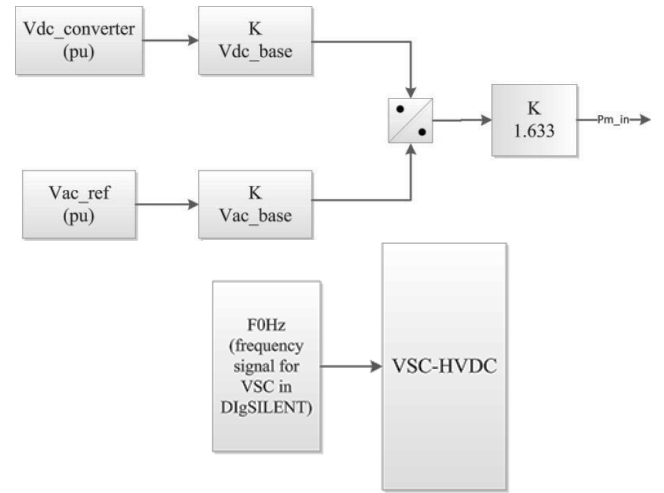 Vdc_converter
(pu)
K
Vdc_base
K
1.633
Pm_in
Vac_ref
(pu)
K
Vac_base
F0Hz
(frequency
signal for
VSC in
DIgSILENT)
VSC-HVDC